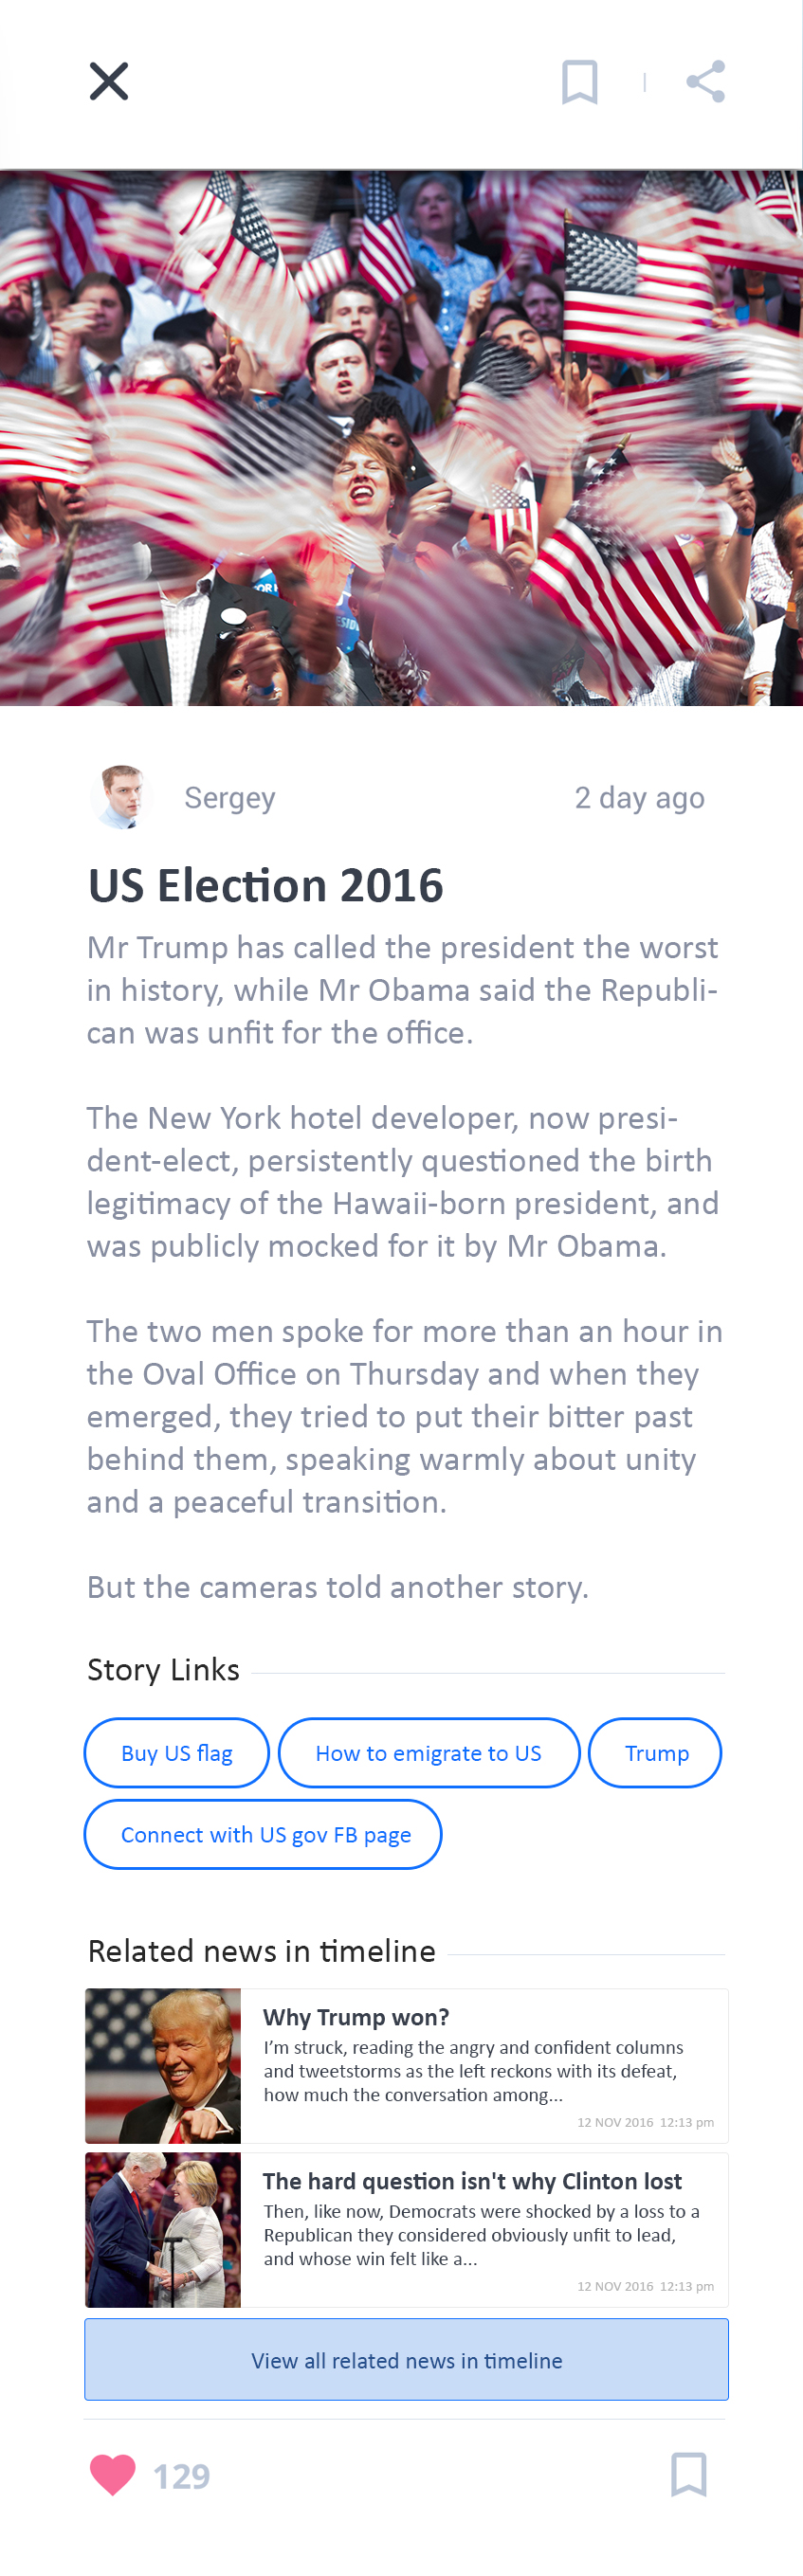 Sergey
2 day ago
US Election 2016
Mr Trump has called the president the worst
in history, while Mr Obama said the Republi-
can was unfit for the office.
The New York hotel developer, now presi-
dent-elect, persistently questioned the birth
legitimacy of the Hawaii-born president, and
was publicly mocked for it by Mr Obama.
The two men spoke for more than an hour in
the Oval Office on Thursday and when they
emerged, they tried to put their bitter past
behind them, speaking warmly about unity
and a peaceful transition.
But the cameras told another story.
Story Links
Buy US flag
How to emigrate to US
Trump
Connect with US gov FB page
Related news in timeline
Why Trump won?
I’m struck, reading the angry and confident columns
and tweetstorms as the left reckons with its defeat,
how much the conversation among...
12 NOV 2016 12:13 pm
The hard question isn't why Clinton lost
Then, like now, Democrats were shocked by a loss to a
Republican they considered obviously unfit to lead,
and whose win felt like a...
12 NOV 2016 12:13 pm
View all related news in timeline
129